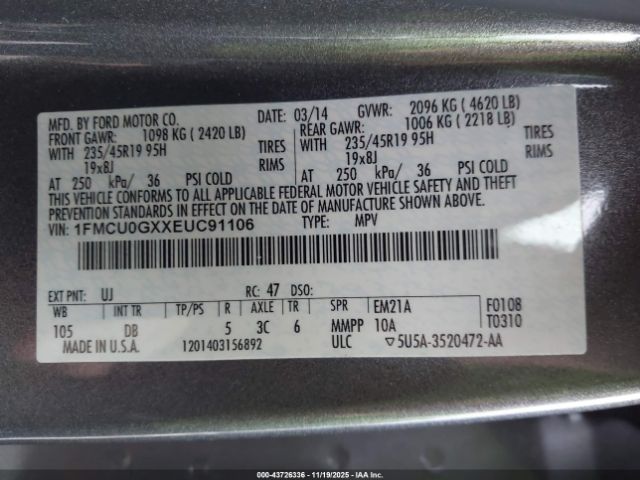 MFD. BY FORD MOTOR CO. DATE: 03/14 GVWR: 2096 KG ( 4620 LB)
FRONT GAWR: 1098 KG ( 2420 LB) REAR GAWR: 1006 KG ( 2218 LB)
WITH 235/45R19 95H TIRES WITH 235/45R19 95H TIRES
19x8J RIMS 19x8J RIMS
AT 250 kPa/ 36 PSI COLD AT 250 kPa/ 36 PSI COLD
THIS VEHICLE CONFORMS TO ALL APPLICABLE FEDERAL MOTOR VEHICLE SAFETY AND THEFT
PREVENTION STANDARDS IN EFFECT ON THE DATE OF MANUFACTURE SHOWN ABOVE.
VIN: 1FMCU0GXXEUC91106 TYPE: MPV
EXT PNT: UJ RC: 47 DSO:
WB INT TR TP/PS R AXLE TR SPR EM21A F0108
105 DB 5 3C 6 MMPP 10A T0310
MADE IN U.S.A. 1201403156892 ULC ▽5U5A-3520472-AA
000-43726336 - 11/19/2025 - IAA Inc.